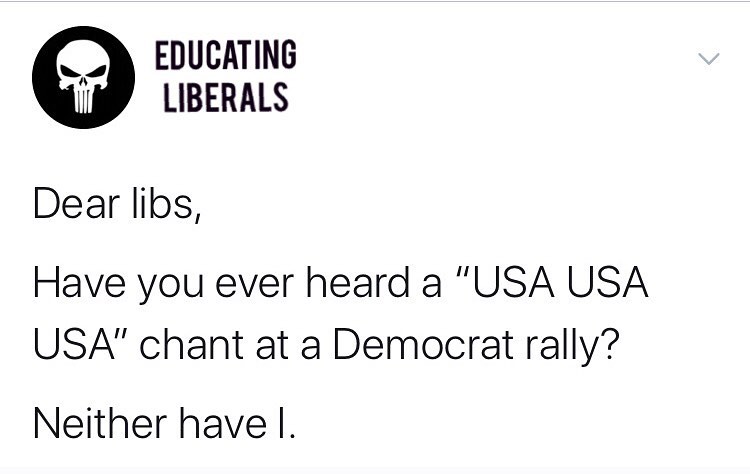 EDUCATING
LIBERALS
Dear libs,
Have you ever heard a “USA USA
USA” chant at a Democrat rally?
Neither have I.